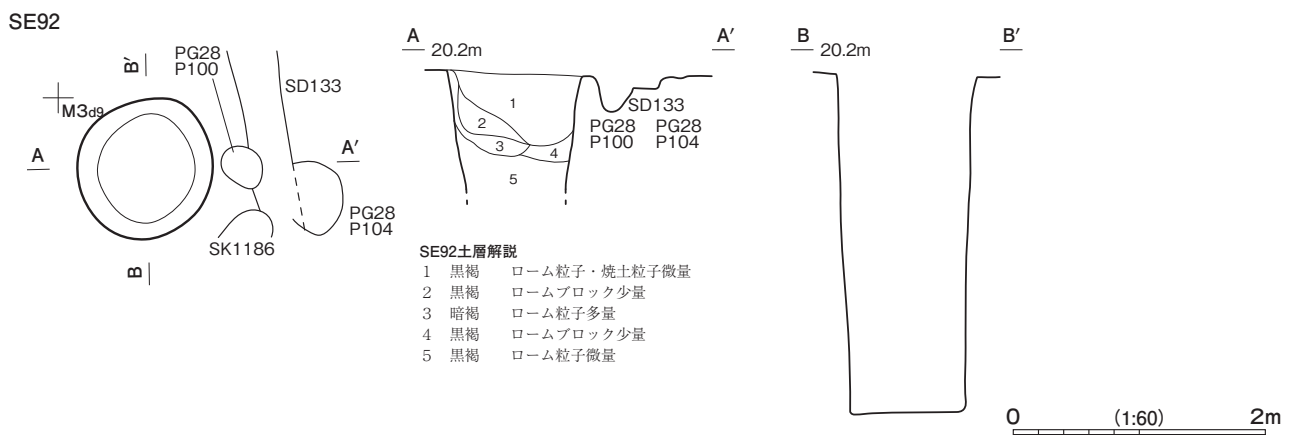 SE92
M3d9
B'
PG28
P100
SD133
A
A'
PG28
P104
SK1186
B
A 20.2m
A'
1
2
3
4
5
SD133
PG28 PG28
P100 P104
SE92土層解説
1 黒褐 ローム粒子・焼土粒子微量
2 黒褐 ロームブロック少量
3 暗褐 ローム粒子多量
4 黒褐 ロームブロック少量
5 黒褐 ローム粒子微量
B 20.2m
B'
0 (1:60) 2m